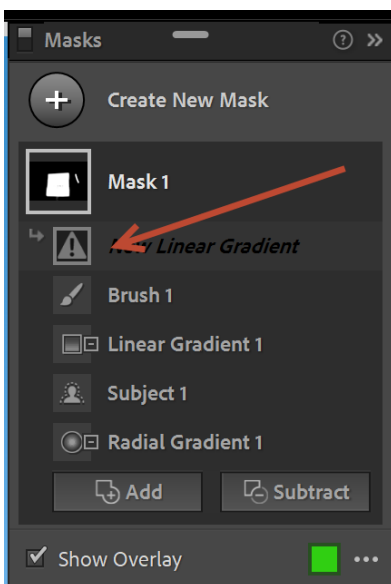 Masks
Create New Mask
Mask 1
New Linear Gradient
Brush 1
Linear Gradient 1
Subject 1
Radial Gradient 1
Add Subtract
Show Overlay